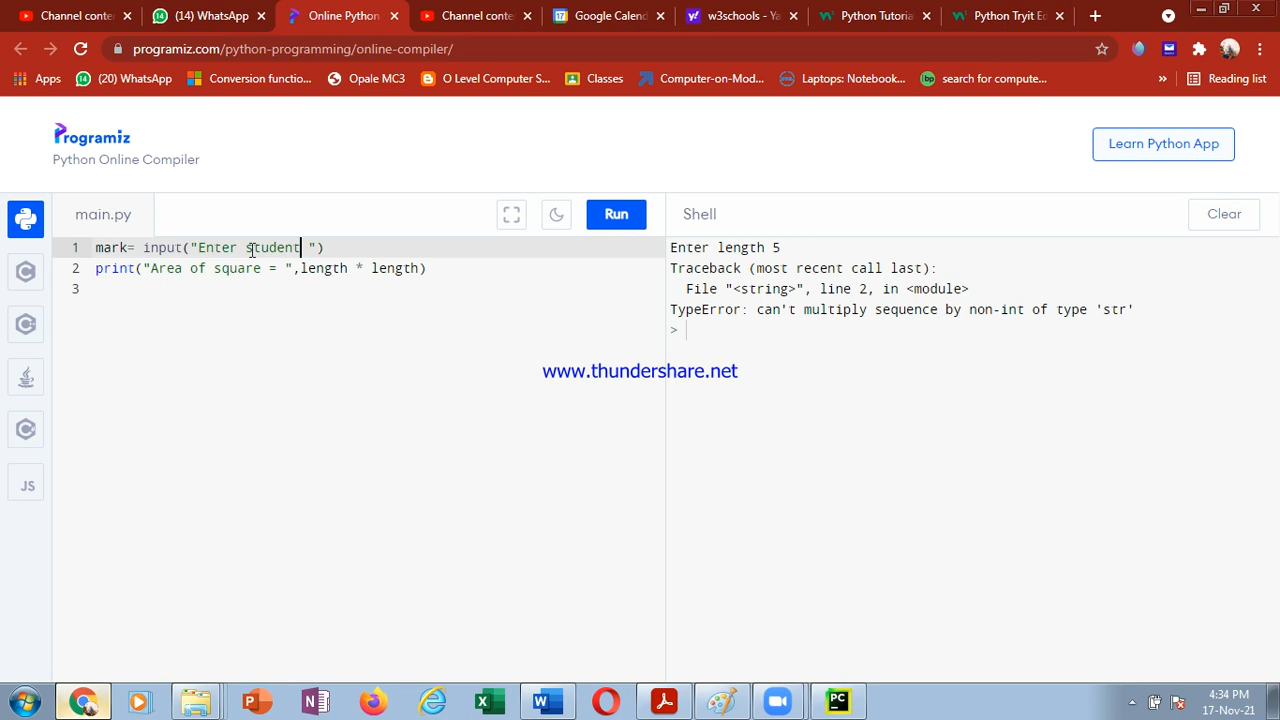 Channel conte
(14) WhatsApp
Online Python
Channel conte
Google Calend
w3schools - Ya
Python Tutoria
Python Tryit Ed
programiz.com/python-programming/online-compiler/
Apps
(20) WhatsApp
Conversion functio...
Opale MC3
O Level Computer S...
Classes
Computer-on-Mod...
Laptops: Notebook...
bp
search for compute...
»
Reading list
Programiz
Python Online Compiler
Learn Python App
main.py
Run
Shell
Clear
1 mark= input("Enter student ")
2 print("Area of square = ",length * length)
3
Enter length 5
Traceback (most recent call last):
File "<string>", line 2, in <module>
TypeError: can't multiply sequence by non-int of type 'str'
>
www.thundershare.net
JS
4:34 PM
17-Nov-21